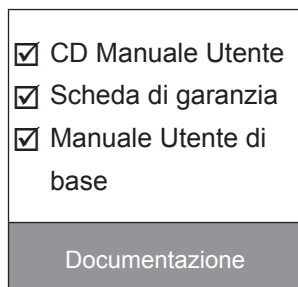 ☑ CD Manuale Utente
☑ Scheda di garanzia
☑ Manuale Utente di
base
Documentazione